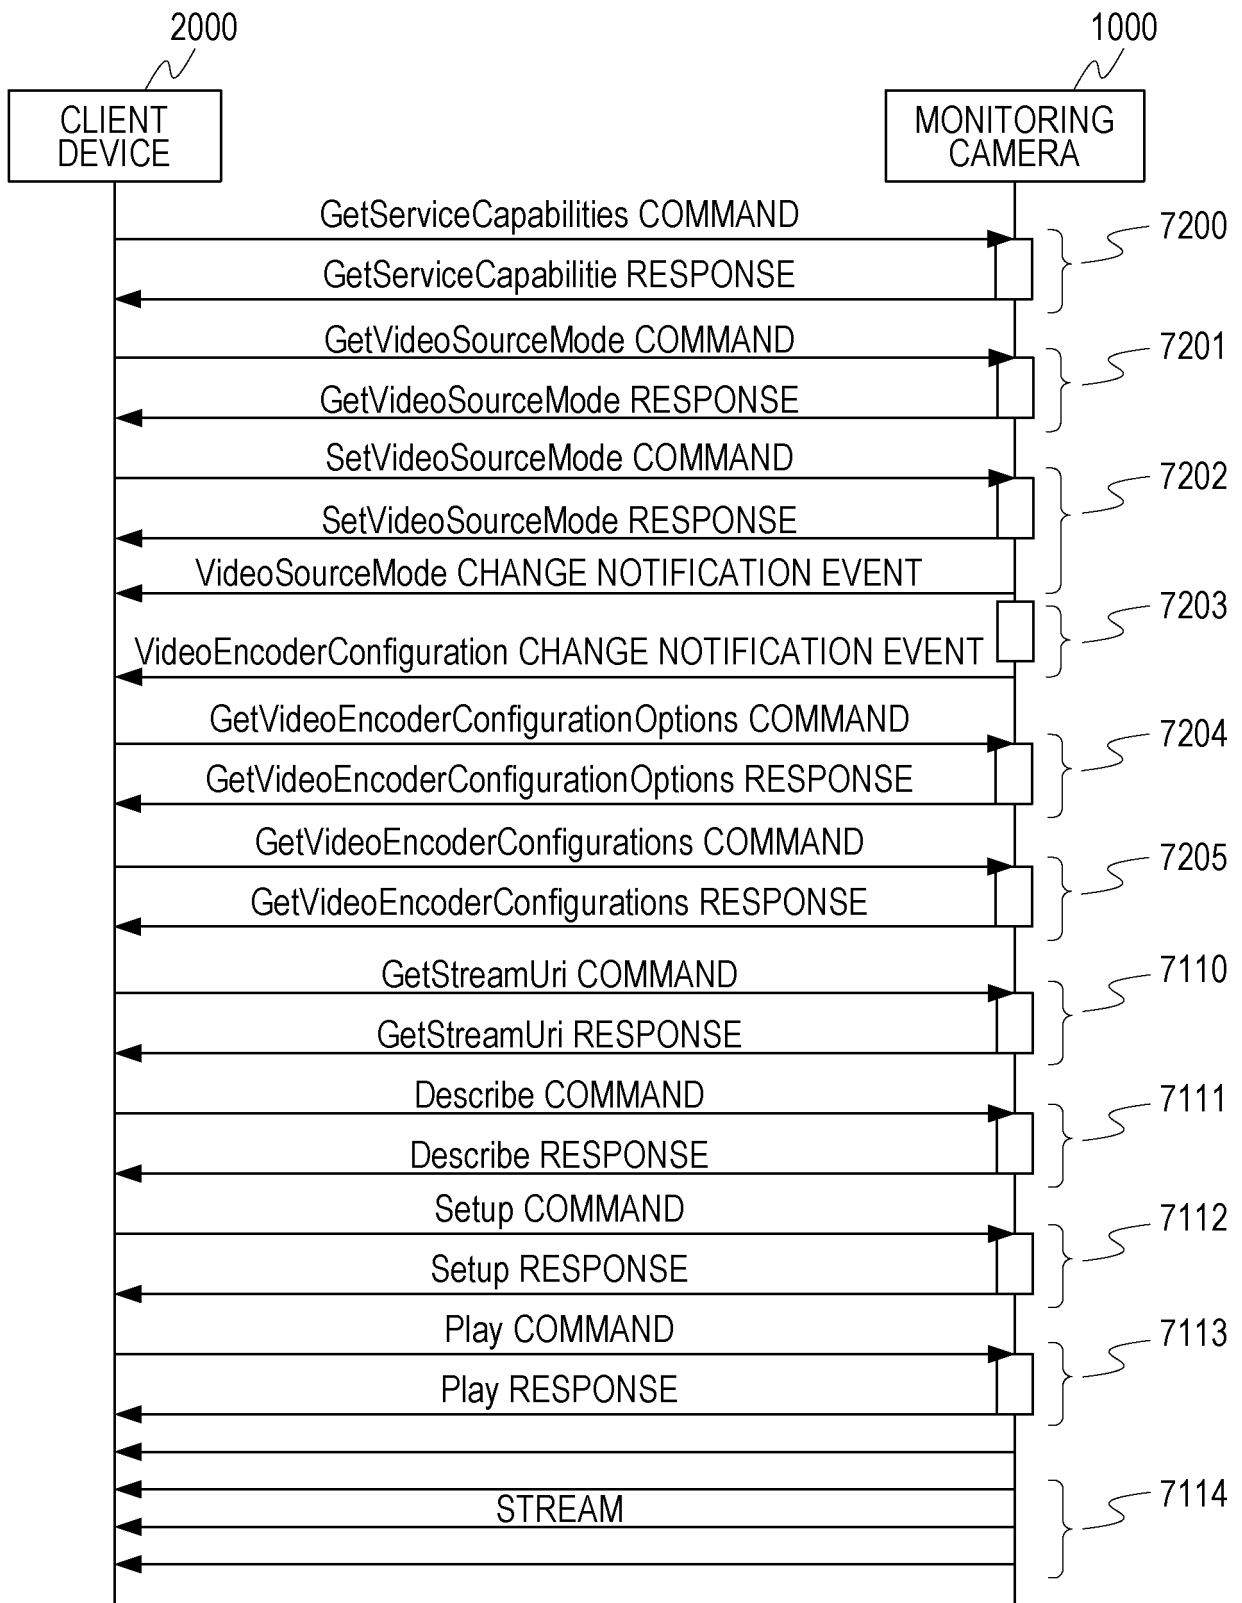 2000
1000
CLIENT
DEVICE
MONITORING
CAMERA
GetServiceCapabilities COMMAND
7200
GetServiceCapabilitie RESPONSE
GetVideoSourceMode COMMAND
7201
GetVideoSourceMode RESPONSE
SetVideoSourceMode COMMAND
7202
SetVideoSourceMode RESPONSE
VideoSourceMode CHANGE NOTIFICATION EVENT
7203
VideoEncoderConfiguration CHANGE NOTIFICATION EVENT
GetVideoEncoderConfigurationOptions COMMAND
7204
GetVideoEncoderConfigurationOptions RESPONSE
GetVideoEncoderConfigurations COMMAND
7205
GetVideoEncoderConfigurations RESPONSE
GetStreamUri COMMAND
7110
GetStreamUri RESPONSE
Describe COMMAND
7111
Describe RESPONSE
Setup COMMAND
7112
Setup RESPONSE
Play COMMAND
7113
Play RESPONSE
7114
STREAM